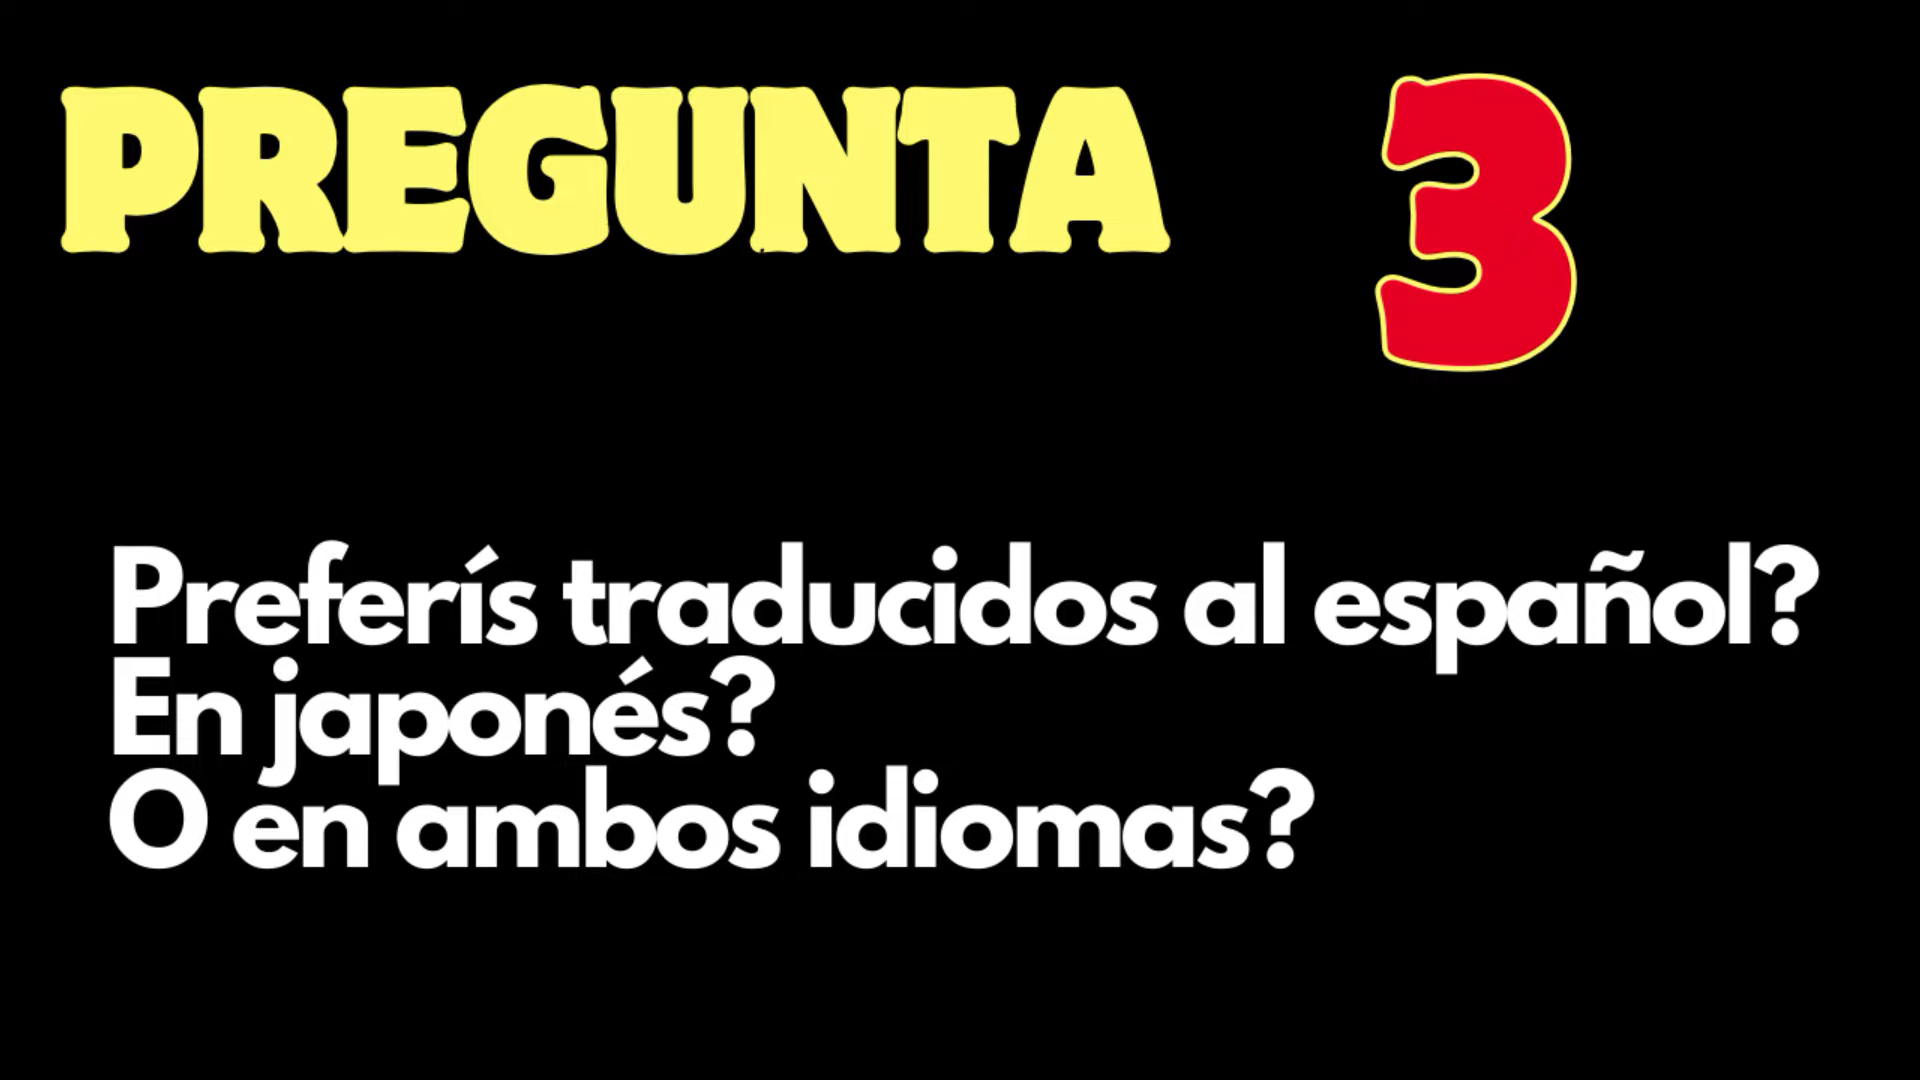 PREGUNTA 3
Preferís traducidos al español?
En japonés?
O en ambos idiomas?